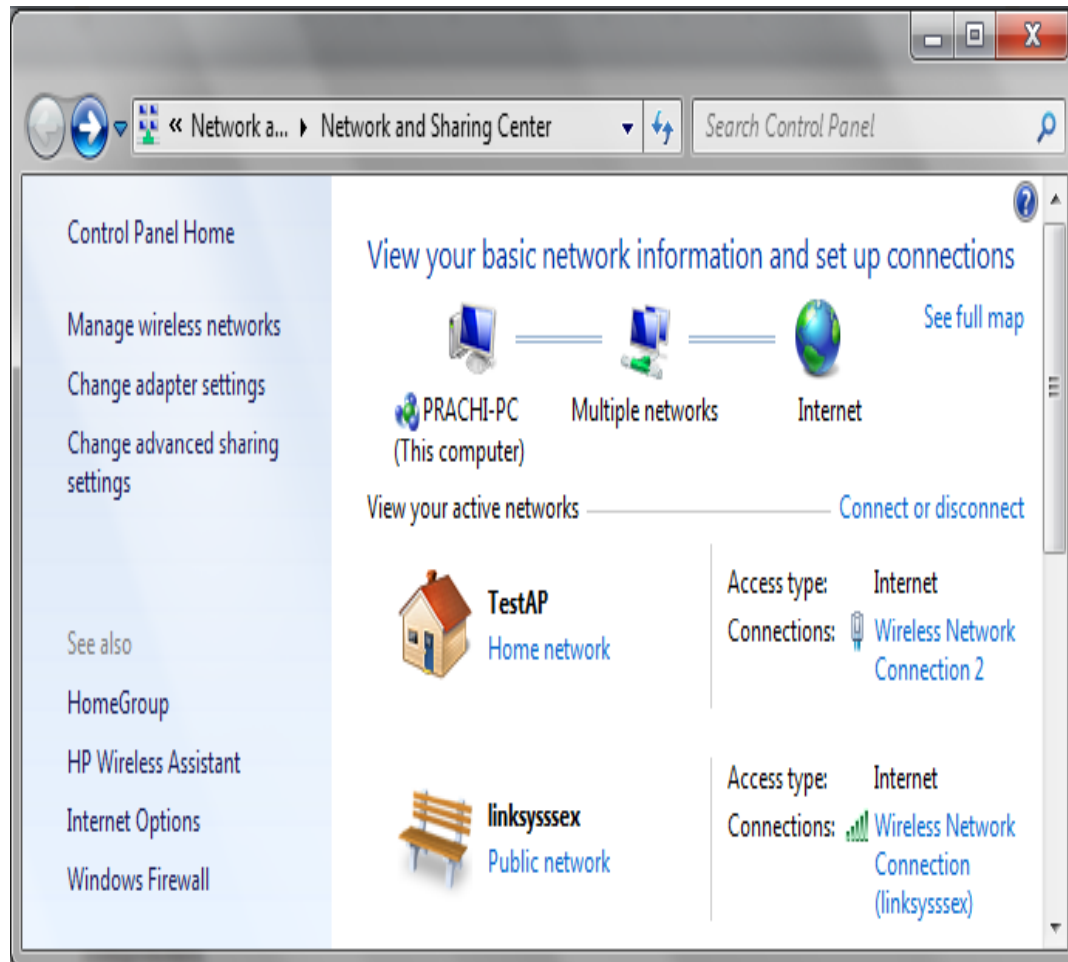 « Network a... ▸ Network and Sharing Center
Search Control Panel
Control Panel Home
Manage wireless networks
Change adapter settings
Change advanced sharing
settings
See also
HomeGroup
HP Wireless Assistant
Internet Options
Windows Firewall
View your basic network information and set up connections
See full map
PRACHI-PC
(This computer)
Multiple networks
Internet
View your active networks
Connect or disconnect
TestAP
Home network
Access type: Internet
Connections: Wireless Network
Connection 2
linksysssex
Public network
Access type: Internet
Connections: Wireless Network
Connection
(linksysssex)